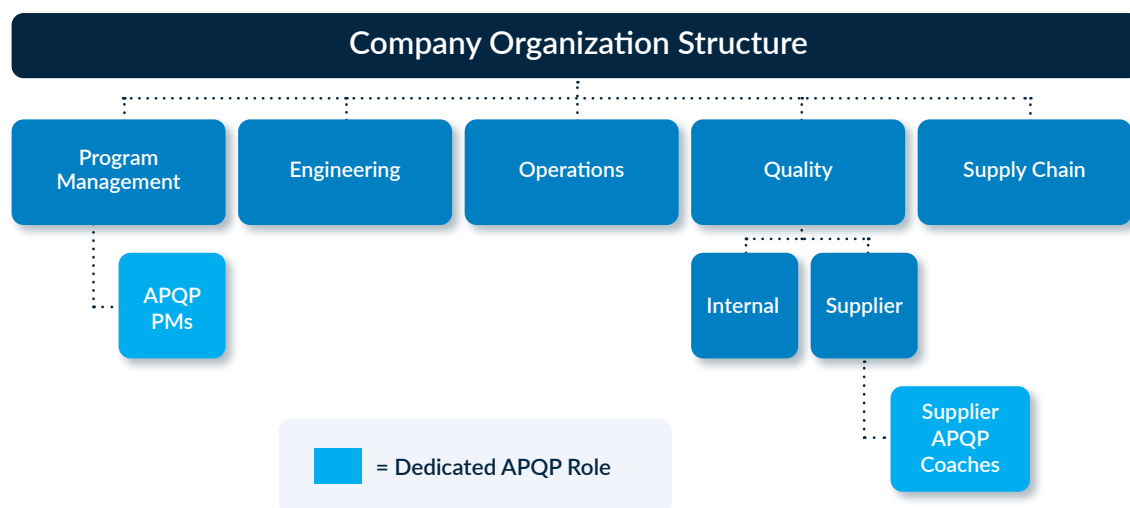 Company Organization Structure
Program
Management
Engineering
Operations
Quality
Supply Chain
APQP
PMs
Internal
Supplier
Supplier
APQP
Coaches
= Dedicated APQP Role